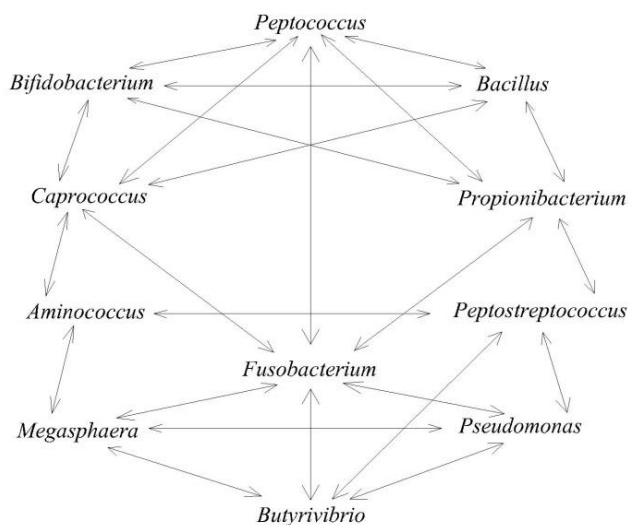 Peptococcus
Bifidobacterium
Bacillus
Caprococcus
Propionibacterium
Aminococcus
Peptostreptococcus
Fusobacterium
Megasphaera
Pseudomonas
Butyrivibrio